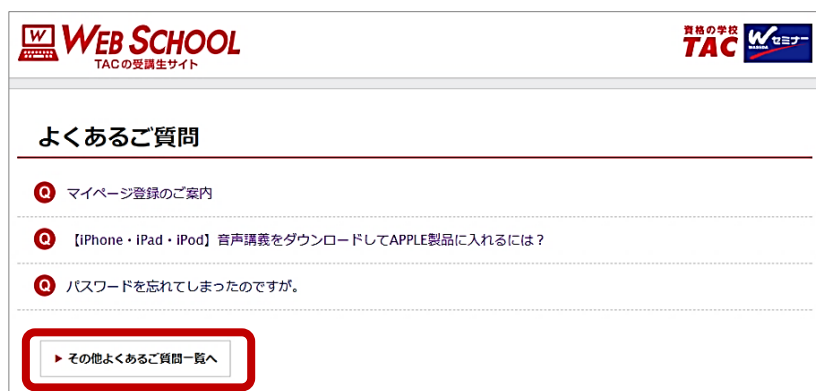 W WEB SCHOOL
TACの受講生サイト
資格の学校
TAC
Wセミナー
WASEDA
よくあるご質問
Q マイページ登録のご案内
Q 【iPhone・iPad・iPod】音声講義をダウンロードしてAPPLE製品に入れるには？
Q パスワードを忘れてしまったのですが。
その他よくあるご質問一覧へ